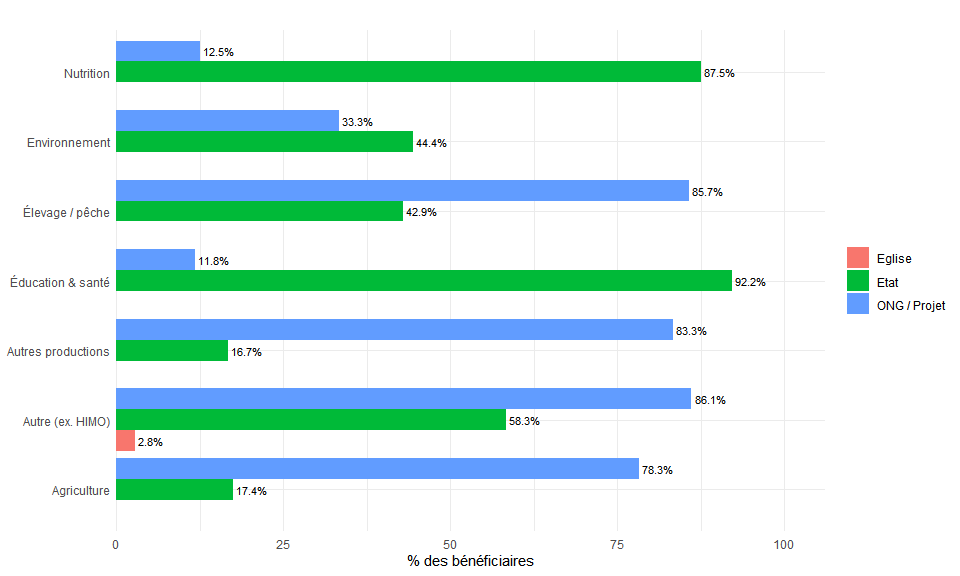 12.5%
Nutrition
87.5%
33.3%
Environnement
44.4%
85.7%
Élevage / pêche
42.9%
11.8%
Éducation & santé
92.2%
83.3%
Autres productions
16.7%
86.1%
Autre (ex. HIMO)
58.3%
2.8%
78.3%
Agriculture
17.4%
0 25 50 75 100
% des bénéficiaires
Eglise
Etat
ONG / Projet